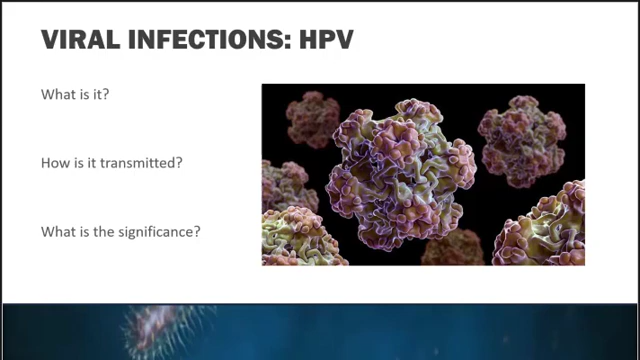 VIRAL INFECTIONS: HPV
What is it?
How is it transmitted?
What is the significance?